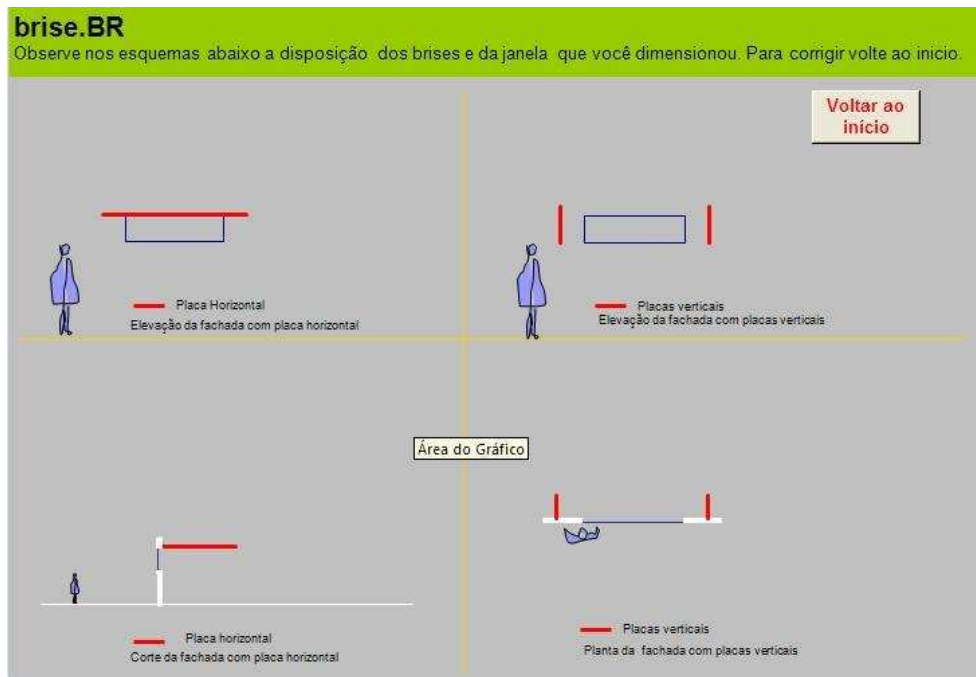 brise.BR
Observe nos esquemas abaixo a disposição dos brises e da janela que você dimensionou. Para corrigir volte ao inicio.
Voltar ao
início
Placa Horizontal
Elevação da fachada com placa horizontal
Placas verticais
Elevação da fachada com placas verticais
Área do Gráfico
Placa horizontal
Corte da fachada com placa horizontal
Placas verticais
Planta da fachada com placas verticais